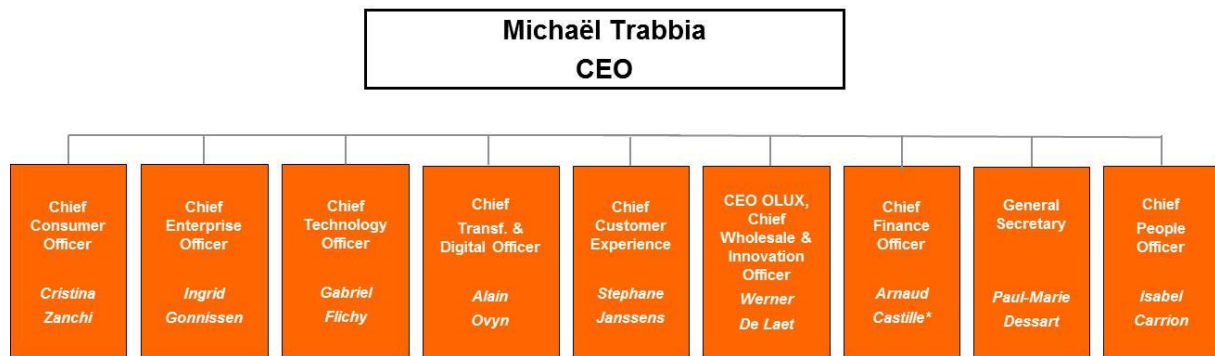 Michaël Trabbia
CEO
Chief
Consumer
Officer
Cristina
Zanchi
Chief
Enterprise
Officer
Ingrid
Gonnissen
Chief
Technology
Officer
Gabriel
Flichy
Chief
Transf. &
Digital Officer
Alain
Ovyn
Chief
Customer
Experience
Stephane
Janssens
CEO OLUX,
Chief
Wholesale &
Innovation
Officer
Werner
De Laet
Chief
Finance
Officer
Arnaud
Castille*
General
Secretary
Paul-Marie
Dessart
Chief
People
Officer
Isabel
Carrion